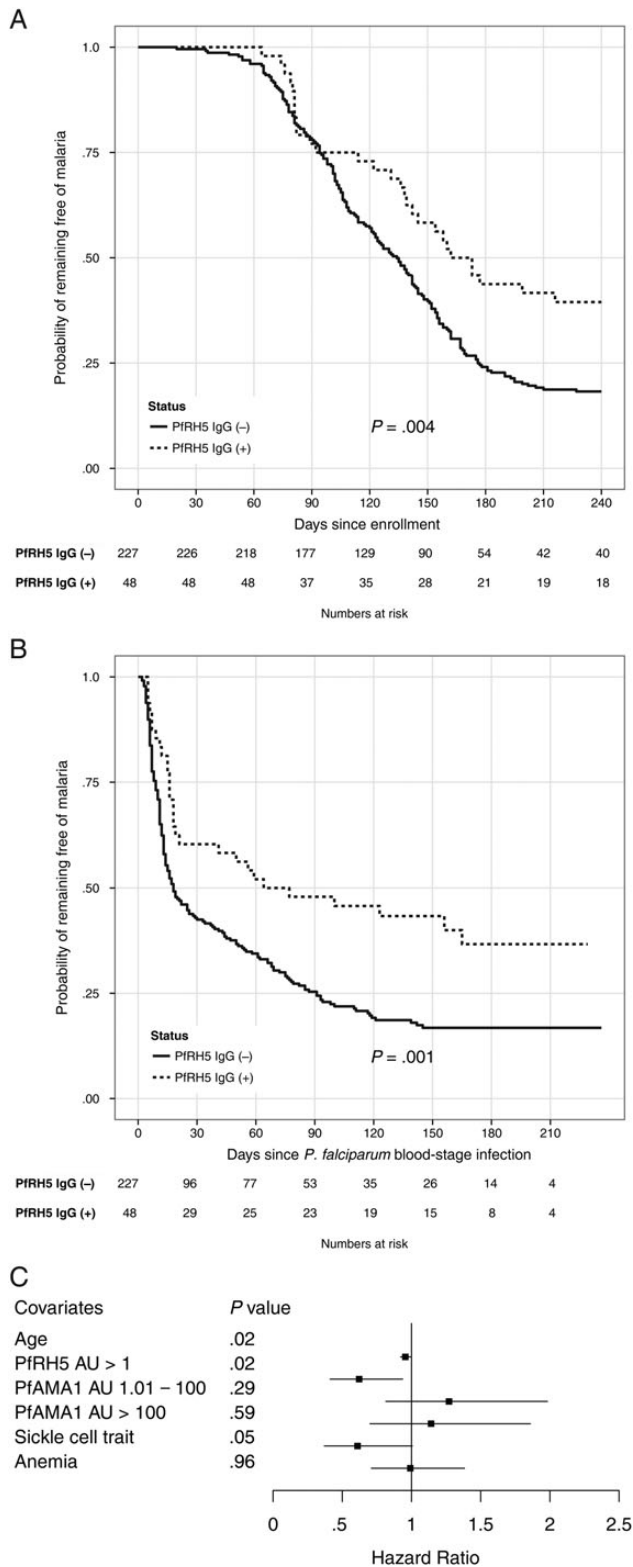 A
Probability of remaining free of malaria
1.0
.75
.50
.25
.00
Status
PfRH5 IgG (–)
PfRH5 IgG (+)
P = .004
0 30 60 90 120 150 180 210 240
Days since enrollment
PfRH5 IgG (–) 227 226 218 177 129 90 54 42 40
PfRH5 IgG (+) 48 48 48 37 35 28 21 19 18
Numbers at risk
B
Probability of remaining free of malaria
1.0
.75
.50
.25
.00
Status
PfRH5 IgG (–)
PfRH5 IgG (+)
P = .001
0 30 60 90 120 150 180 210
Days since P. falciparum blood-stage infection
PfRH5 IgG (–) 227 96 77 53 35 26 14 4
PfRH5 IgG (+) 48 29 25 23 19 15 8 4
Numbers at risk
C
Covariates P value
Age .02
PfRH5 AU > 1 .02
PfAMA1 AU 1.01 – 100 .29
PfAMA1 AU > 100 .59
Sickle cell trait .05
Anemia .96
0 .5 1 1.5 2 2.5
Hazard Ratio